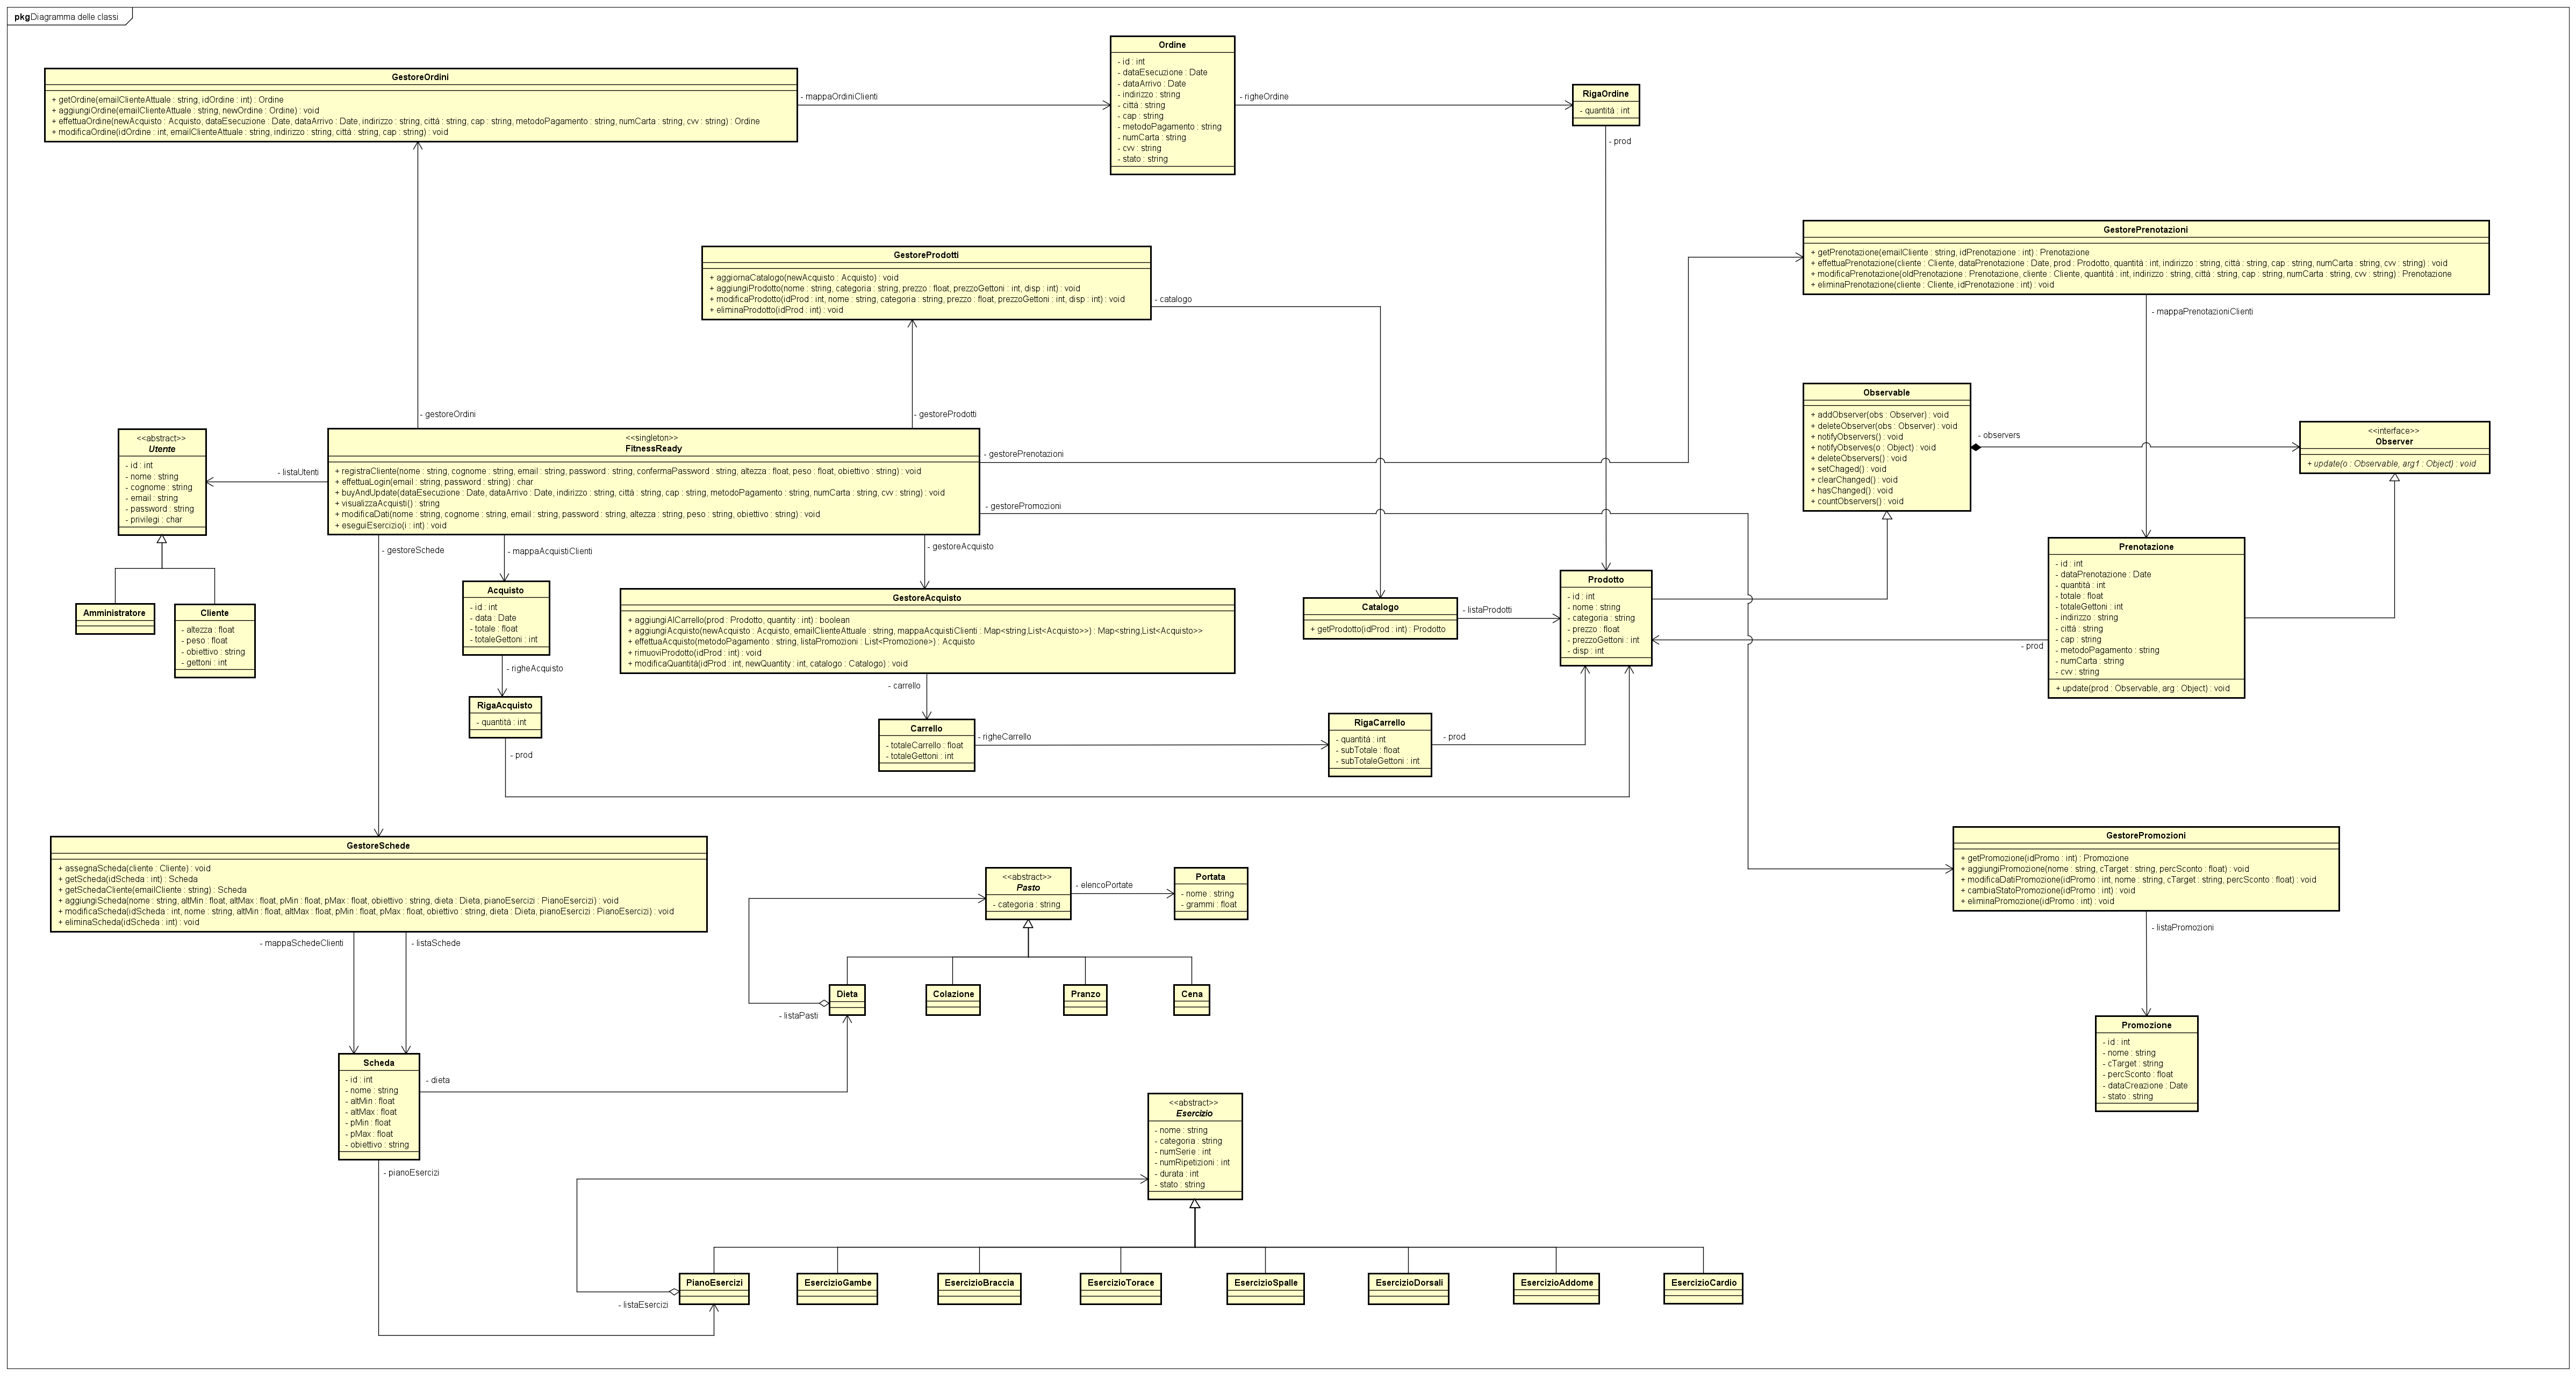 pkg Diagramma delle classi
Ordine
- id : int
- dataEsecuzione : Date
- dataArrivo : Date
- indirizzo : string
- città : string
- cap : string
- metodoPagamento : string
- numCarta : string
- cvv : string
- stato : string
GestoreOrdini
+ getOrdine(emailClienteAttuale : string, idOrdine : int) : Ordine
+ aggiungiOrdine(emailClienteAttuale : string, newOrdine : Ordine) : void
+ effettuaOrdine(newAcquisto : Acquisto, dataEsecuzione : Date, dataArrivo : Date, indirizzo : string, città : string, cap : string, metodoPagamento : string, numCarta : string, cvv : string) : Ordine
+ modificaOrdine(idOrdine : int, emailClienteAttuale : string, indirizzo : string, città : string, cap : string) : void
- mappaOrdiniClienti
- righeOrdine
RigaOrdine
- quantità : int
- prod
GestorePrenotazioni
+ getPrenotazione(emailCliente : string, idPrenotazione : int) : Prenotazione
+ effettuaPrenotazione(cliente : Cliente, dataPrenotazione : Date, prod : Prodotto, quantità : int, indirizzo : string, città : string, cap : string, numCarta : string, cvv : string) : void
+ modificaPrenotazione(oldPrenotazione : Prenotazione, cliente : Cliente, quantità : int, indirizzo : string, città : string, cap : string, numCarta : string, cvv : string) : Prenotazione
+ eliminaPrenotazione(cliente : Cliente, idPrenotazione : int) : void
- mappaPrenotazioniClienti
GestoreProdotti
+ aggiornaCatalogo(newAcquisto : Acquisto) : void
+ aggiungiProdotto(nome : string, categoria : string, prezzo : float, prezzoGettoni : int, disp : int) : void
+ modificaProdotto(idProd : int, nome : string, categoria : string, prezzo : float, prezzoGettoni : int, disp : int) : void
+ eliminaProdotto(idProd : int) : void
- catalogo
- gestoreOrdini
- gestoreProdotti
Observable
+ addObserver(obs : Observer) : void
+ deleteObserver(obs : Observer) : void
+ notifyObservers() : void
+ notifyObserves(o : Object) : void
+ deleteObservers() : void
+ setChaged() : void
+ clearChanged() : void
+ hasChanged() : void
+ countObservers() : void
- observers
<<interface>>
Observer
+ update(o : Observable, arg1 : Object) : void
<<abstract>>
Utente
- id : int
- nome : string
- cognome : string
- email : string
- password : string
- privilegi : char
- listaUtenti
<<singleton>>
FitnessReady
+ registraCliente(nome : string, cognome : string, email : string, password : string, confermaPassword : string, altezza : float, peso : float, obiettivo : string) : void
+ effettuaLogin(email : string, password : string) : char
+ buyAndUpdate(dataEsecuzione : Date, dataArrivo : Date, indirizzo : string, città : string, cap : string, metodoPagamento : string, numCarta : string, cvv : string) : void
+ visualizzaAcquisti() : string
+ modificaDati(nome : string, cognome : string, email : string, password : string, altezza : string, peso : string, obiettivo : string) : void
+ eseguiEsercizio(i : int) : void
- gestorePrenotazioni
- gestorePromozioni
- gestoreSchede
- mappaAcquistiClienti
- gestoreAcquisto
Amministratore
Cliente
- altezza : float
- peso : float
- obiettivo : string
- gettoni : int
Acquisto
- id : int
- data : Date
- totale : float
- totaleGettoni : int
- righeAcquisto
RigaAcquisto
- quantità : int
- prod
GestoreAcquisto
+ aggiungiAlCarrello(prod : Prodotto, quantity : int) : boolean
+ aggiungiAcquisto(newAcquisto : Acquisto, emailClienteAttuale : string, mappaAcquistiClienti : Map<string,List<Acquisto>>) : Map<string,List<Acquisto>>
+ effettuaAcquisto(metodoPagamento : string, listaPromozioni : List<Promozione>) : Acquisto
+ rimuoviProdotto(idProd : int) : void
+ modificaQuantità(idProd : int, newQuantity : int, catalogo : Catalogo) : void
- carrello
Carrello
- totaleCarrello : float
- totaleGettoni : int
- righeCarrello
RigaCarrello
- quantità : int
- subTotale : float
- subTotaleGettoni : int
- prod
Catalogo
+ getProdotto(idProd : int) : Prodotto
- listaProdotti
Prodotto
- id : int
- nome : string
- categoria : string
- prezzo : float
- prezzoGettoni : int
- disp : int
- prod
Prenotazione
- id : int
- dataPrenotazione : Date
- quantità : int
- totale : float
- totaleGettoni : int
- indirizzo : string
- città : string
- cap : string
- metodoPagamento : string
- numCarta : string
- cvv : string
+ update(prod : Observable, arg : Object) : void
GestoreSchede
+ assegnaScheda(cliente : Cliente) : void
+ getScheda(idScheda : int) : Scheda
+ getSchedaCliente(emailCliente : string) : Scheda
+ aggiungiScheda(nome : string, altMin : float, altMax : float, pMin : float, pMax : float, obiettivo : string, dieta : Dieta, pianoEsercizi : PianoEsercizi) : void
+ modificaScheda(idScheda : int, nome : string, altMin : float, altMax : float, pMin : float, pMax : float, obiettivo : string, dieta : Dieta, pianoEsercizi : PianoEsercizi) : void
+ eliminaScheda(idScheda : int) : void
- mappaSchedeClienti
- listaSchede
<<abstract>>
Pasto
- categoria : string
- elencoPortate
Portata
- nome : string
- grammi : float
Dieta
Colazione
Pranzo
Cena
- listaPasti
GestorePromozioni
+ getPromozione(idPromo : int) : Promozione
+ aggiungiPromozione(nome : string, cTarget : string, percSconto : float) : void
+ modificaDatiPromozione(idPromo : int, nome : string, cTarget : string, percSconto : float) : void
+ cambiaStatoPromozione(idPromo : int) : void
+ eliminaPromozione(idPromo : int) : void
- listaPromozioni
Promozione
- id : int
- nome : string
- cTarget : string
- percSconto : float
- dataCreazione : Date
- stato : string
Scheda
- id : int
- nome : string
- altMin : float
- altMax : float
- pMin : float
- pMax : float
- obiettivo : string
- dieta
- pianoEsercizi
<<abstract>>
Esercizio
- nome : string
- categoria : string
- numSerie : int
- numRipetizioni : int
- durata : int
- stato : string
PianoEsercizi
EsercizioGambe
EsercizioBraccia
EsercizioTorace
EsercizioSpalle
EsercizioDorsali
EsercizioAddome
EsercizioCardio
- listaEsercizi